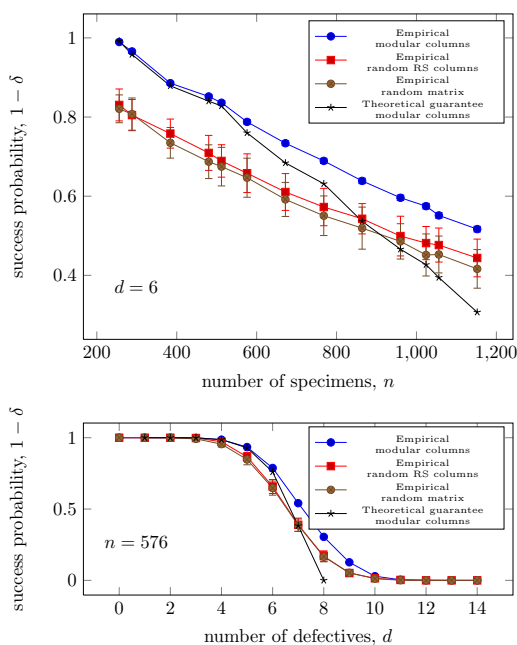 1
0.8
0.6
0.4
success probability, 1 − δ
Empirical
modular columns
Empirical
random RS columns
Empirical
random matrix
Theoretical guarantee
modular columns
d = 6
200
400
600
800
1,000
1,200
number of specimens, n
1
0.5
0
success probability, 1 − δ
Empirical
modular columns
Empirical
random RS columns
Empirical
random matrix
Theoretical guarantee
modular columns
n = 576
0
2
4
6
8
10
12
14
number of defectives, d